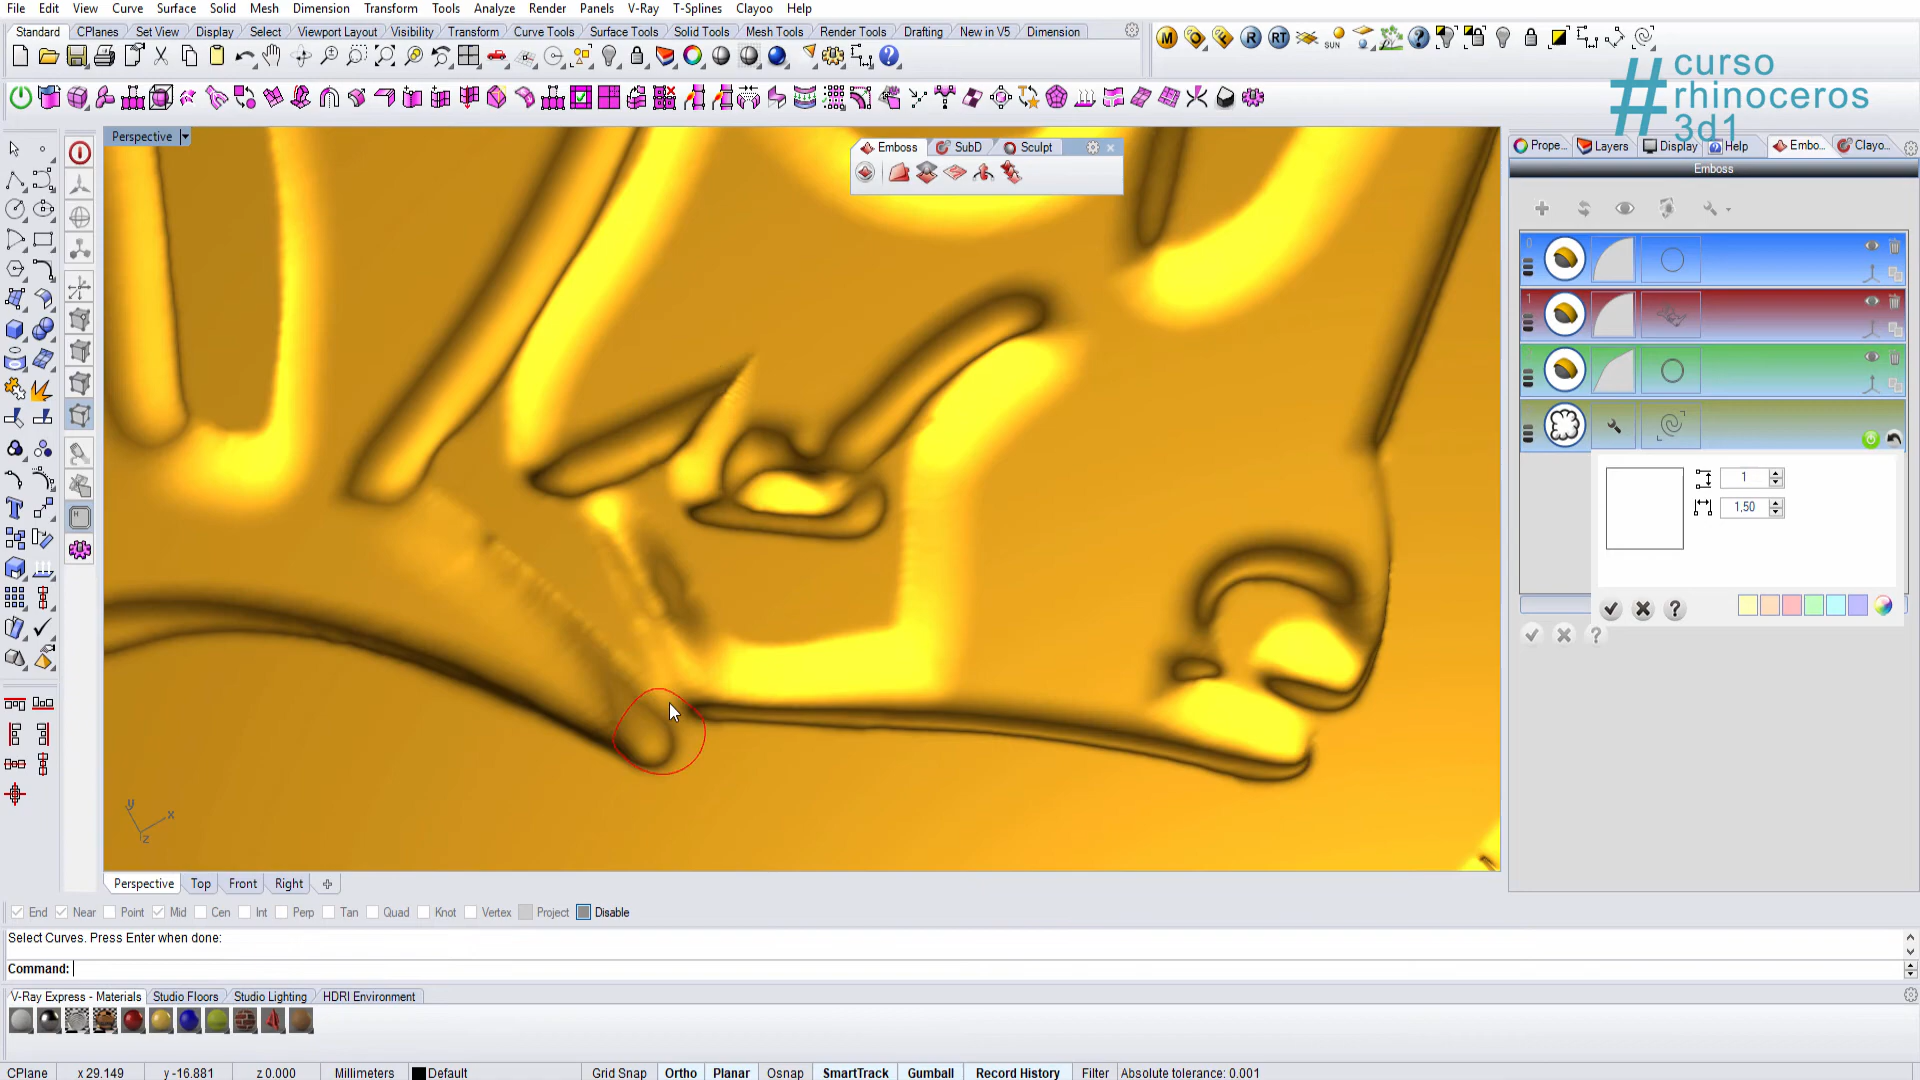 File Edit View Curve Surface Solid Mesh Dimension Transform Tools Analyze Render Panels V-Ray T-Splines Clayoo Help
Standard CPlanes Set View Display Select Viewport Layout Visibility Transform Curve Tools Surface Tools Solid Tools Mesh Tools Render Tools Drafting New in V5 Dimension
M R RT SUN
# curso
rhinoceros
3d1
Perspective
Emboss SubD Sculpt
Prope... Layers Display Help Embo... Clayo...
Emboss
0
1
1
1,50
y
x
z
Perspective Top Front Right
End Near Point Mid Cen Int Perp Tan Quad Knot Vertex Project Disable
Select Curves. Press Enter when done:
Command:
V-Ray Express - Materials Studio Floors Studio Lighting HDRI Environment
CPlane x 29.149 y -16.881 z 0.000 Millimeters Default Grid Snap Ortho Planar Osnap SmartTrack Gumball Record History Filter Absolute tolerance: 0.001